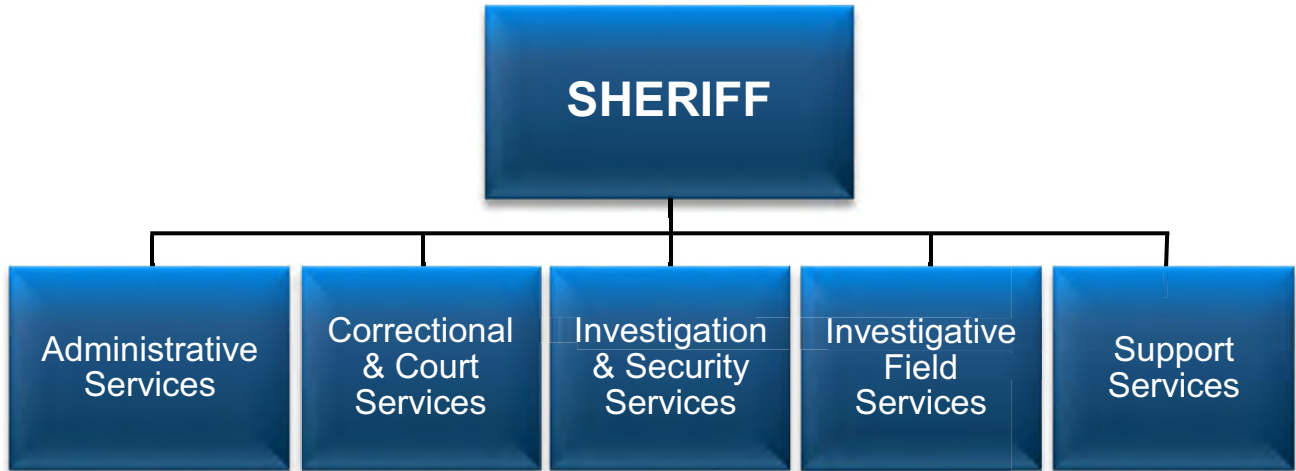 SHERIFF
Administrative
Services
Correctional
& Court
Services
Investigation
& Security
Services
Investigative
Field
Services
Support
Services